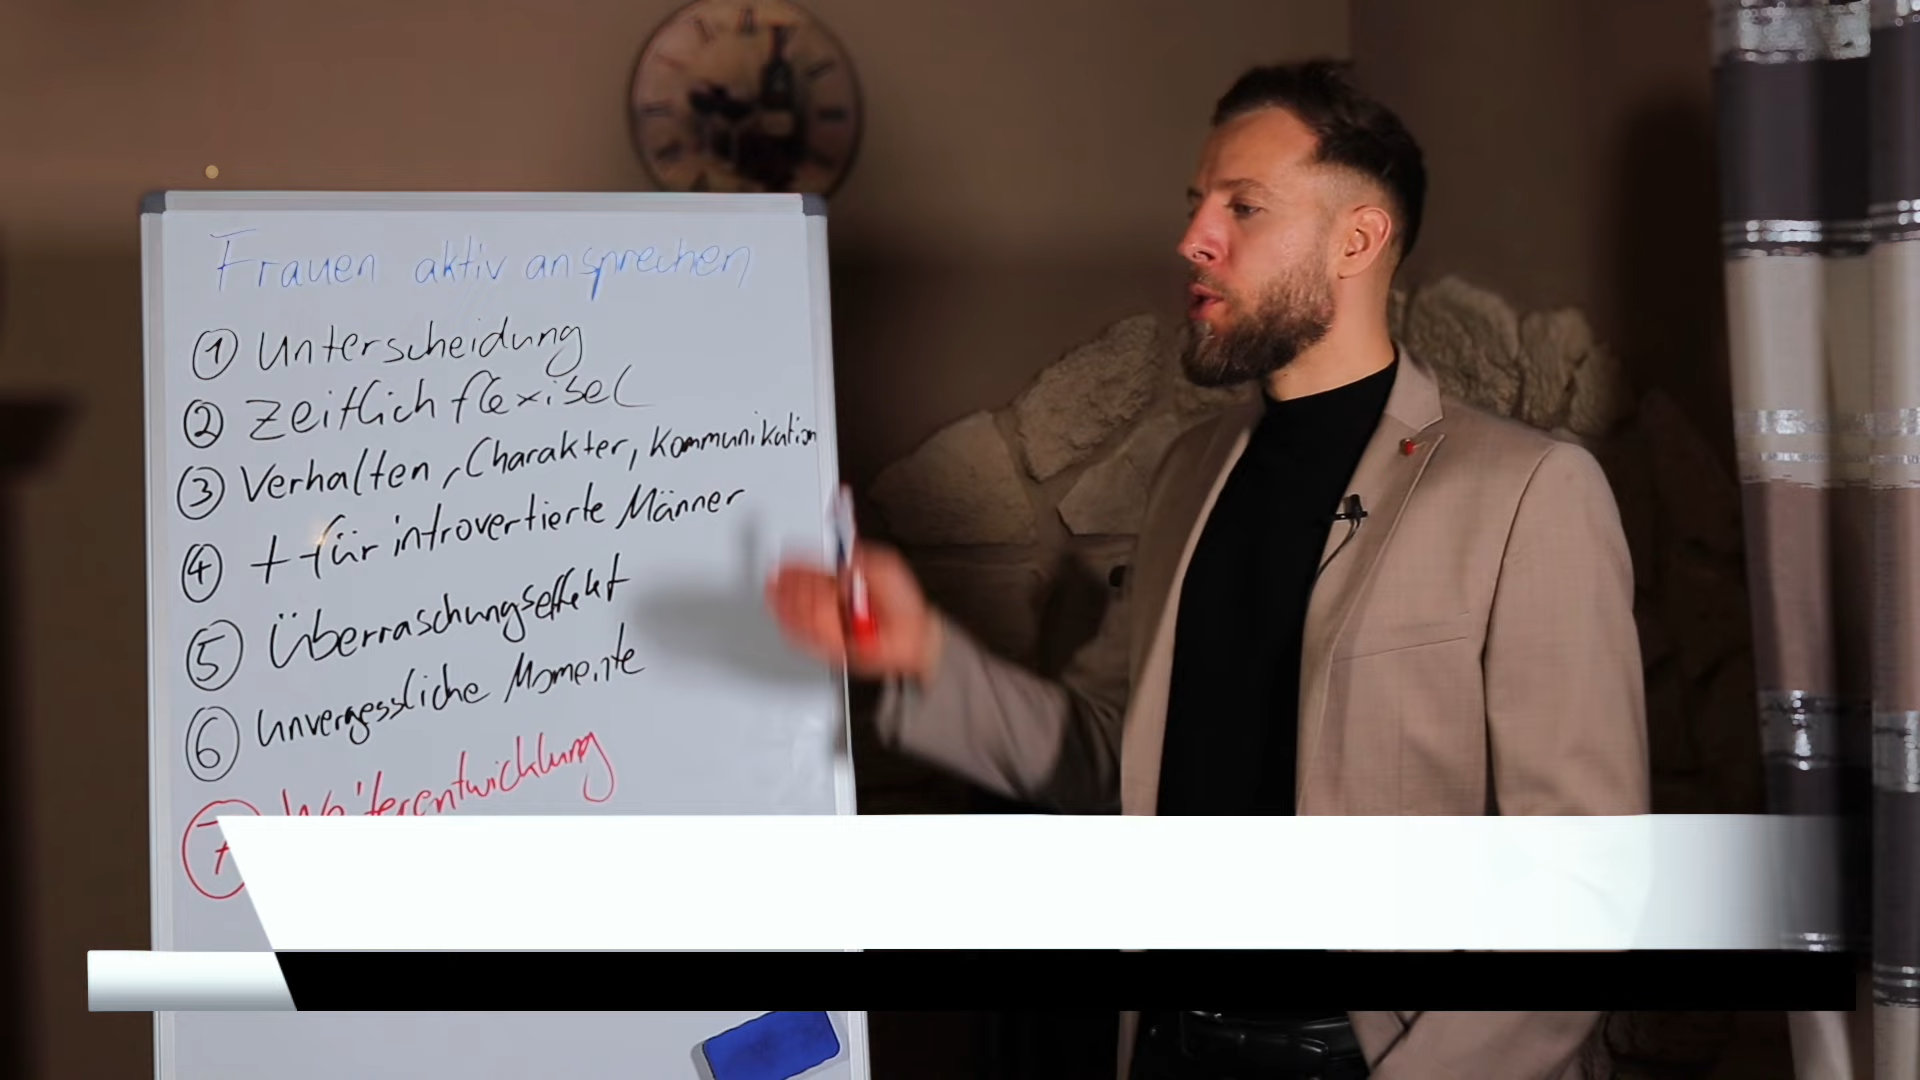 Frauen aktiv ansprechen
① Unterscheidung
② Zeitlich flexibel
③ Verhalten, Charakter, Kommunikation
④ + für introvertierte Männer
⑤ Überraschungseffekt
⑥ Unvergessliche Momente
⑦ Weiterentwicklung